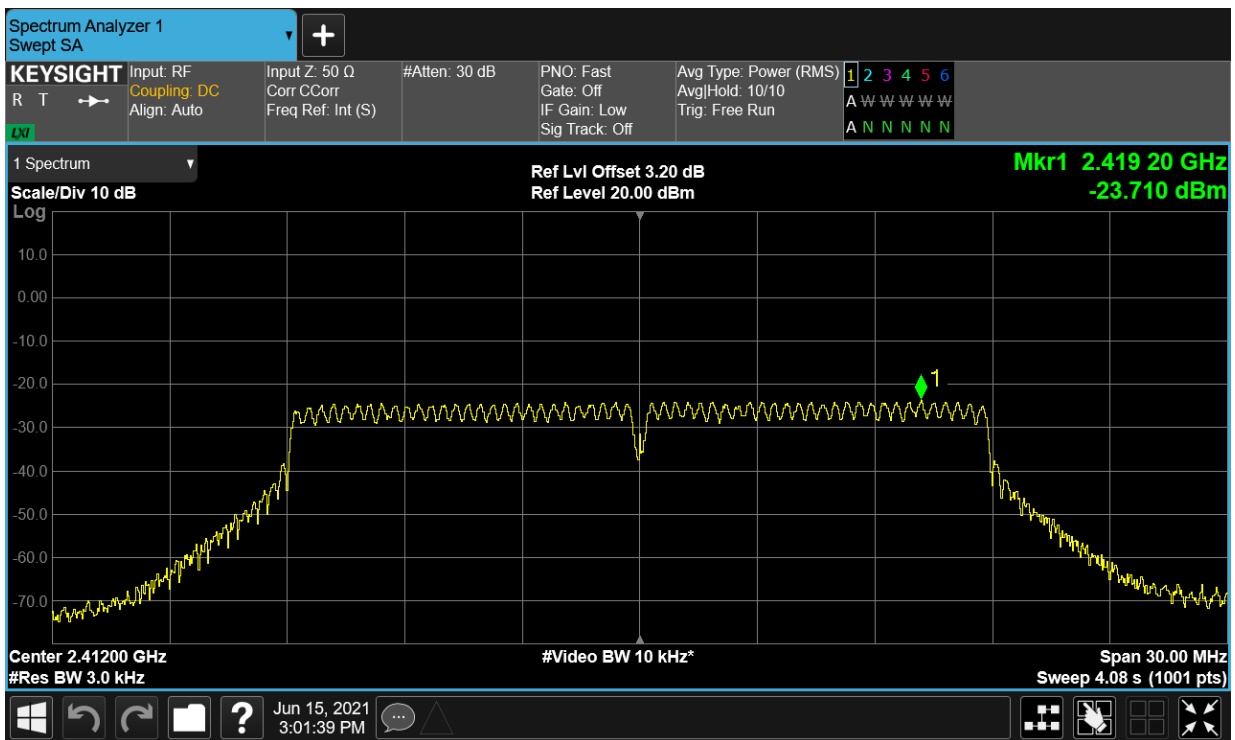 Spectrum Analyzer 1
Swept SA
KEYSIGHT
R T
LXI
Input: RF
Coupling: DC
Align: Auto
Input Z: 50 Ω
Corr CCorr
Freq Ref: Int (S)
#Atten: 30 dB
PNO: Fast
Gate: Off
IF Gain: Low
Sig Track: Off
Avg Type: Power (RMS)
Avg|Hold: 10/10
Trig: Free Run
1 2 3 4 5 6
A W W W W W
A N N N N N
1 Spectrum
Scale/Div 10 dB
Log
Ref Lvl Offset 3.20 dB
Ref Level 20.00 dBm
Mkr1 2.419 20 GHz
-23.710 dBm
10.0
0.00
-10.0
-20.0
-30.0
-40.0
-50.0
-60.0
-70.0
1
Center 2.41200 GHz
#Res BW 3.0 kHz
#Video BW 10 kHz*
Span 30.00 MHz
Sweep 4.08 s (1001 pts)
?
Jun 15, 2021
3:01:39 PM